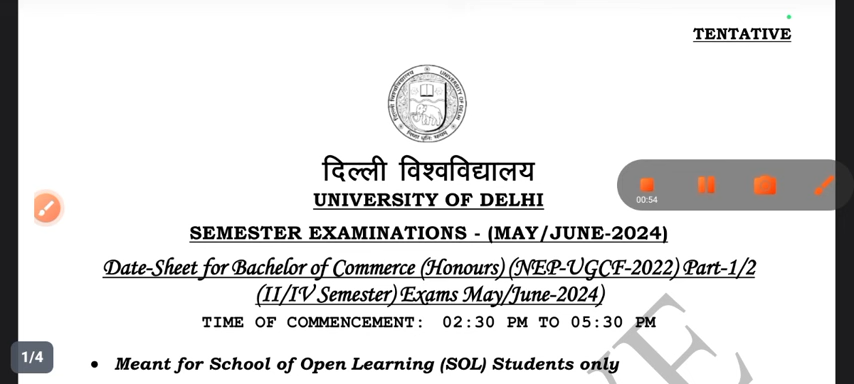 TENTATIVE
दिल्ली विश्वविद्यालय
UNIVERSITY OF DELHI
00:54
SEMESTER EXAMINATIONS - (MAY/JUNE-2024)
Date-Sheet for Bachelor of Commerce (Honours) (NEP-UGCF-2022) Part-1/2
(II/IV Semester) Exams May/June-2024)
TIME OF COMMENCEMENT: 02:30 PM TO 05:30 PM
1/4
• Meant for School of Open Learning (SOL) Students only